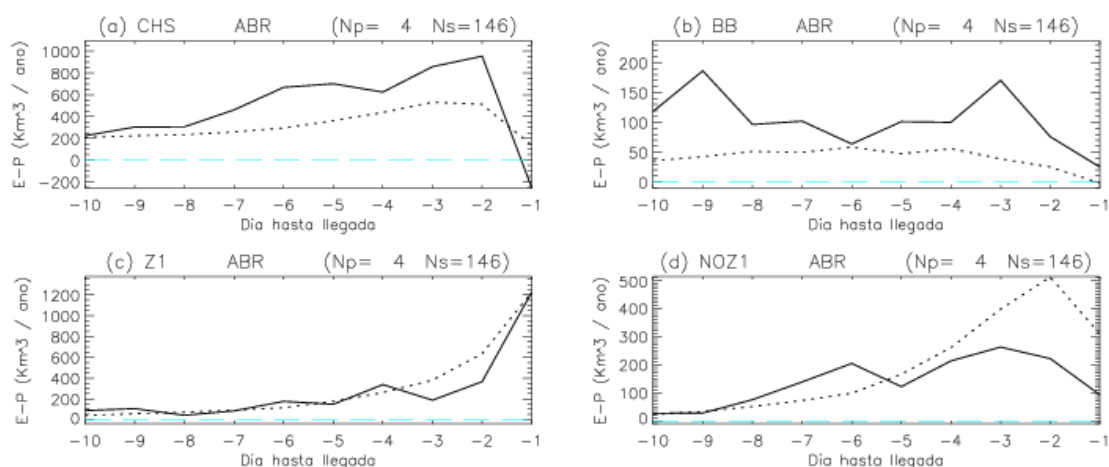 (a) CHS ABR (Np= 4 Ns=146)
E-P (Km^3 / ano)
1000
800
600
400
200
0
-200
-10 -9 -8 -7 -6 -5 -4 -3 -2 -1
Dia hasta llegada
(b) BB ABR (Np= 4 Ns=146)
E-P (Km^3 / ano)
200
150
100
50
0
-10 -9 -8 -7 -6 -5 -4 -3 -2 -1
Dia hasta llegada
(c) Z1 ABR (Np= 4 Ns=146)
E-P (Km^3 / ano)
1200
1000
800
600
400
200
0
-10 -9 -8 -7 -6 -5 -4 -3 -2 -1
Dia hasta llegada
(d) NOZ1 ABR (Np= 4 Ns=146)
E-P (Km^3 / ano)
500
400
300
200
100
0
-10 -9 -8 -7 -6 -5 -4 -3 -2 -1
Dia hasta llegada